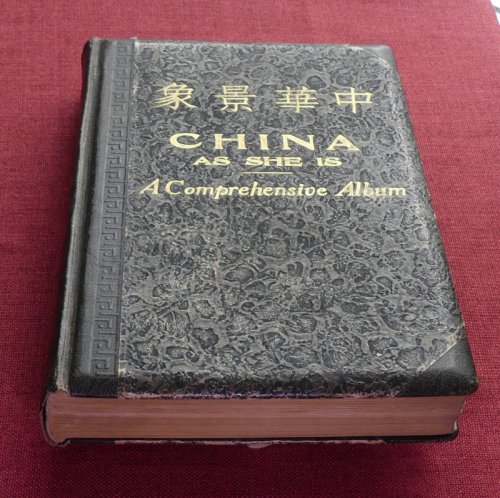 中華景象
CHINA
AS SHE IS
A Comprehensive Album